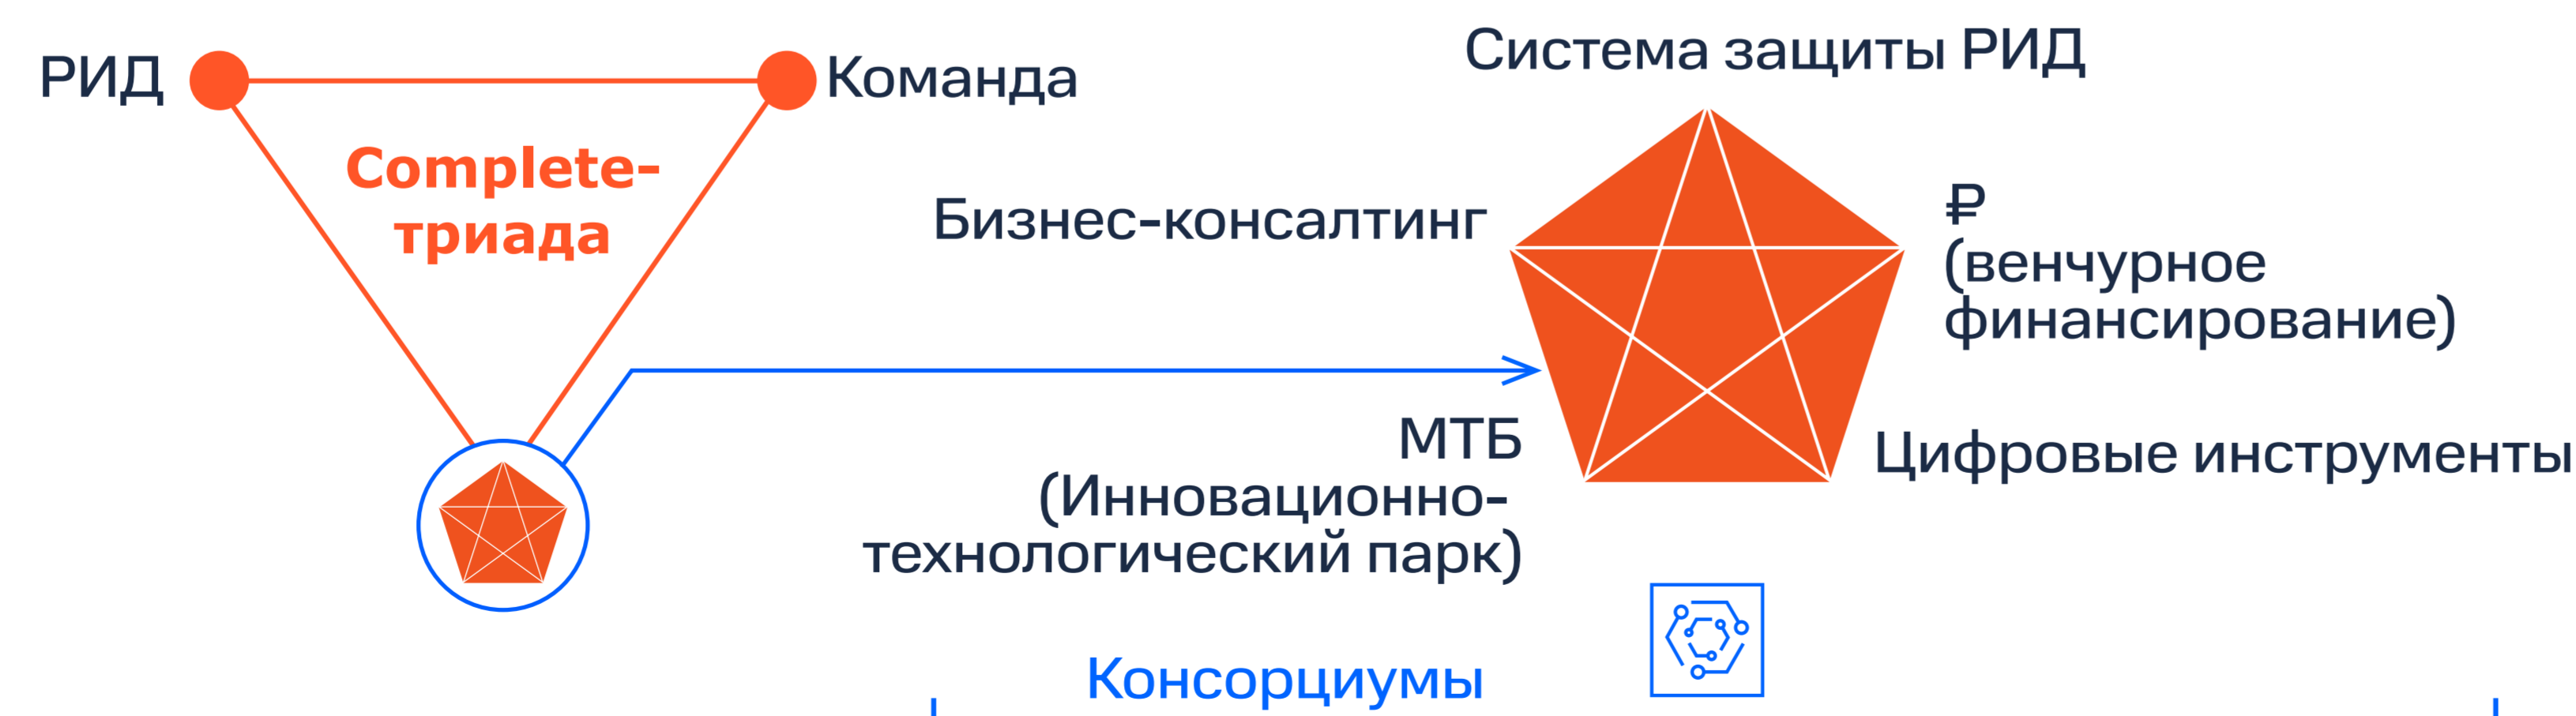 РИД
Команда
Complete-
триада
Система защиты РИД
Бизнес-консалтинг
₽
(венчурное
финансирование)
МТБ
(Инновационно-
технологический парк)
Цифровые инструменты
Консорциумы